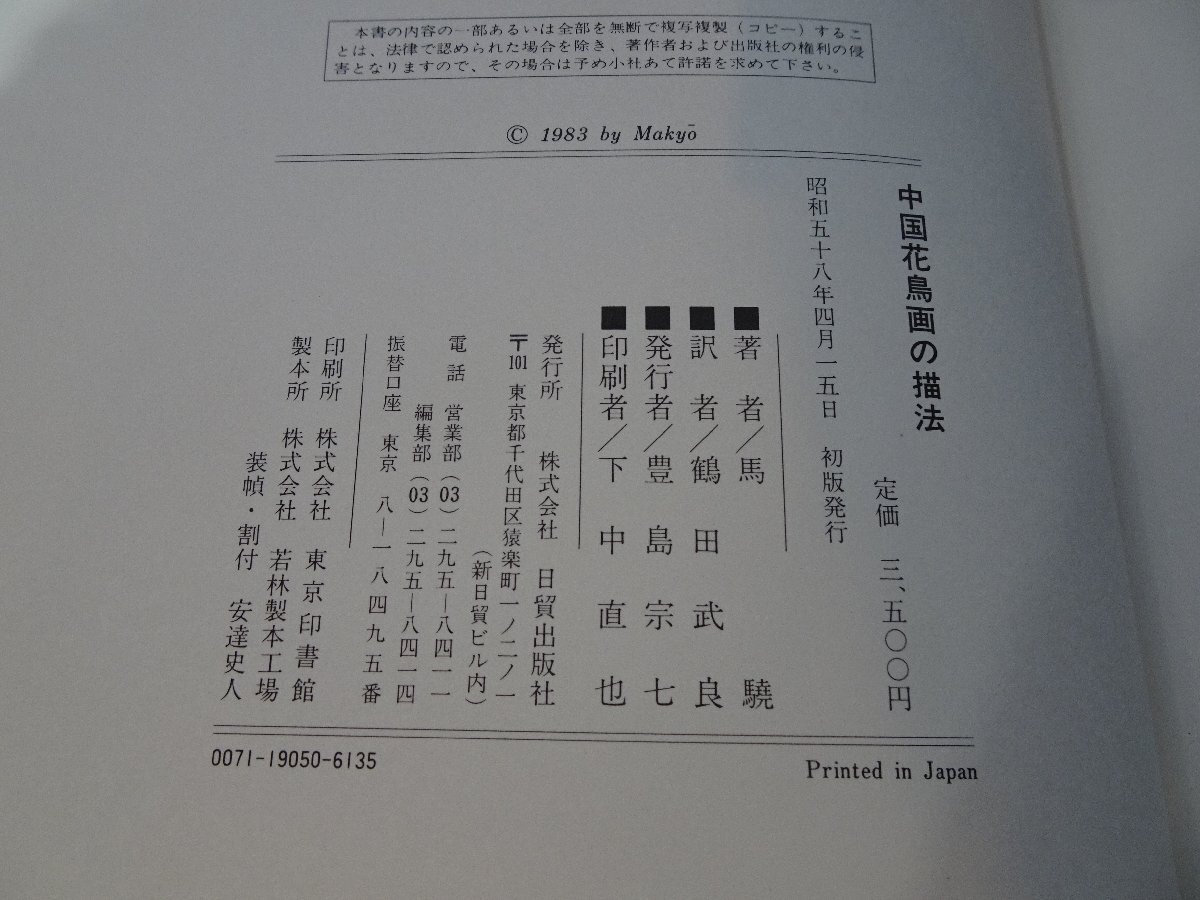 本書の内容の一部あるいは全部を無断で複写複製(コピー)するこ
とは、法律で認められた場合を除き、著作者および出版社の権利の侵
害となりますので、その場合は予め小社あて許諾を求めて下さい。
© 1983 by Makyō
中国花鳥画の描法
定価 三、五〇〇円
昭和五十八年四月一五日 初版発行
■著者/馬驍
■訳者/鶴田武良
■発行者/豊島宗七
■印刷者/下中直也
発行所 株式会社 日貿出版社
〒101 東京都千代田区猿楽町一ノ二ノ一
(新日貿ビル内)
電話 営業部(03)二九五―八四一一
編集部(03)二九五―八四一四
振替口座 東京 八―一八四九五番
印刷所 株式会社 東京印書館
製本所 株式会社 若林製本工場
装幀・割付 安達史人
0071-19050-6135
Printed in Japan